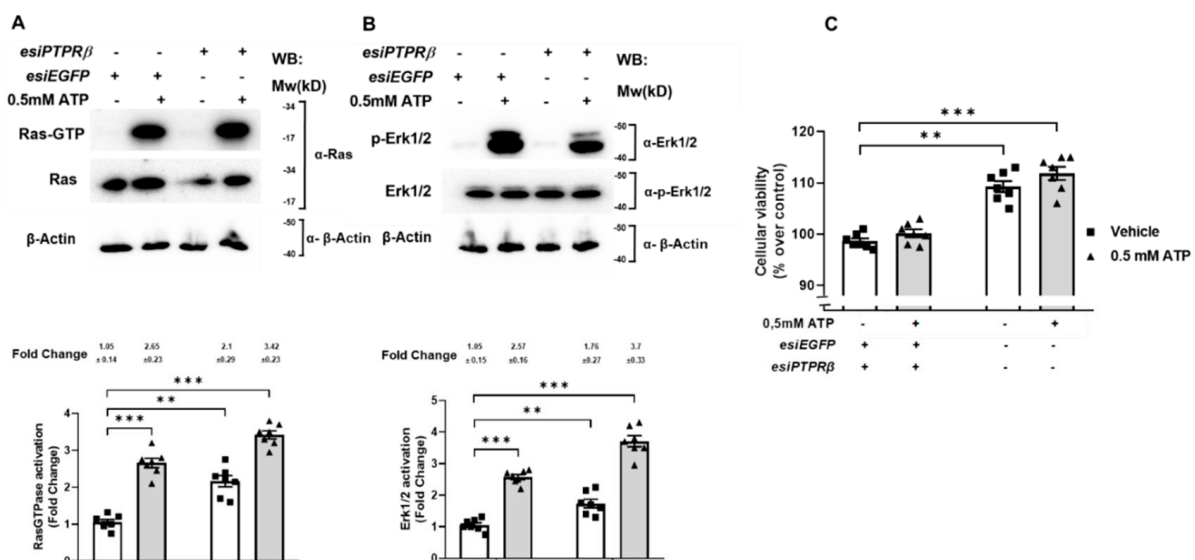 A
esiPTPRβ - - + +
esiEGFP + + - -
0.5mM ATP - + - +
WB:
Mw(kD)
Ras-GTP
-34
-17
α-Ras
Ras
-34
-17
β-Actin
-50
-40
α- β-Actin
Fold Change
1.05 2.65 2.1 3.42
± 0.14 ±0.23 ±0.29 ±0.23
RasGTPase activation
(Fold Change)
4
3
2
1
0
***
**
***
B
esiPTPRβ - - + +
esiEGFP + + - -
0.5mM ATP - + - +
WB:
Mw(kD)
p-Erk1/2
-50
-40
α-Erk1/2
Erk1/2
-50
-40
α-p-Erk1/2
β-Actin
-50
-40
α- β-Actin
Fold Change
1.05 2.57 1.76 3.7
± 0.15 ±0.16 ±0.27 ±0.33
Erk1/2 activation
(Fold Change)
5
4
3
2
1
0
***
**
***
C
Cellular viability
(% over control)
120
110
100
90
***
**
Vehicle
0.5 mM ATP
0,5mM ATP - + - +
esiEGFP + + - -
esiPTPRβ + + - -